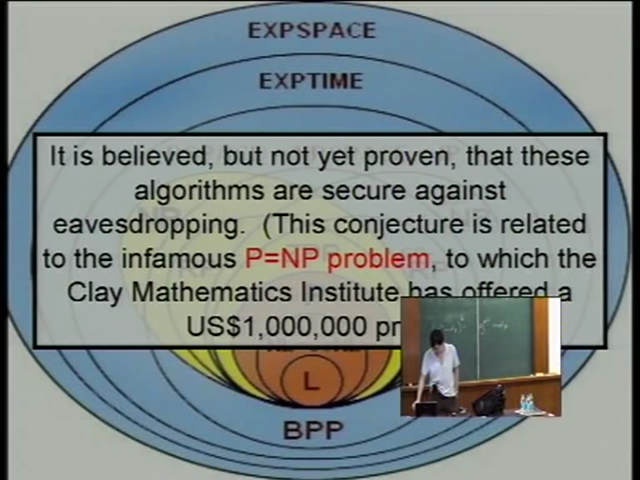 EXPSPACE
EXPTIME
It is believed, but not yet proven, that these
algorithms are secure against
eavesdropping. (This conjecture is related
to the infamous P=NP problem, to which the
Clay Mathematics Institute has offered a
US$1,000,000 pr
L
BPP